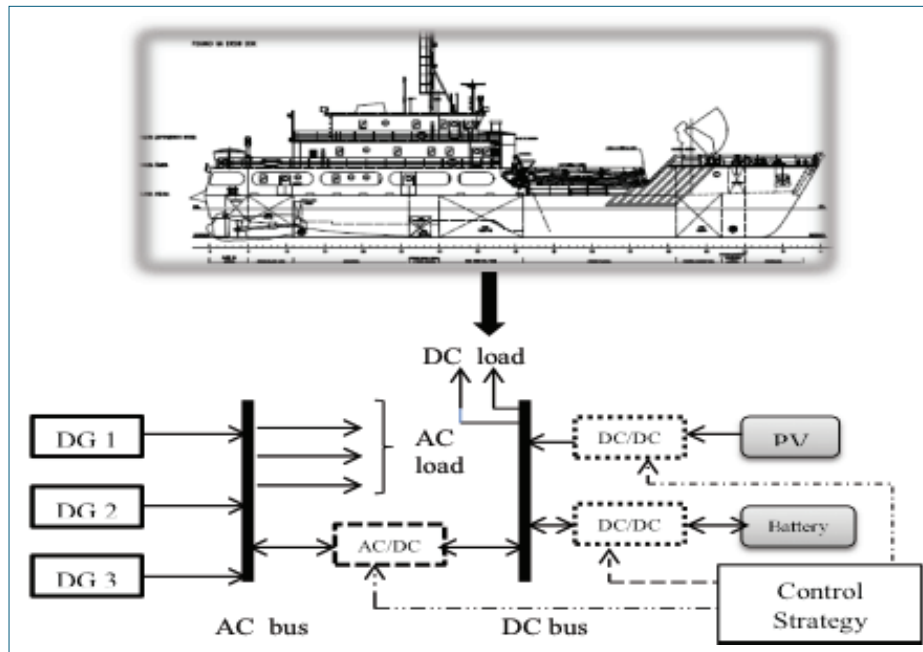 DC load
DG 1
DG 2
DG 3
AC
load
DC/DC
PV
DC/DC
Battery
AC/DC
Control
Strategy
AC bus
DC bus